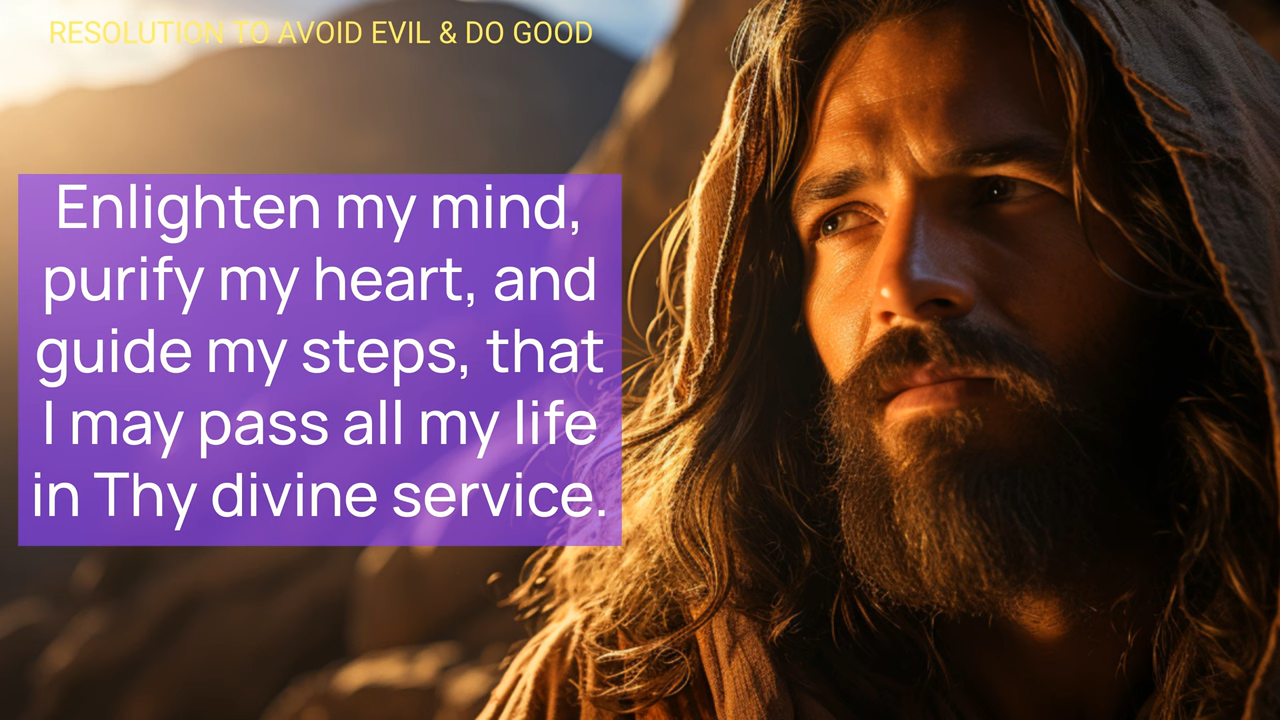 RESOLUTION TO AVOID EVIL & DO GOOD
Enlighten my mind,
purify my heart, and
guide my steps, that
I may pass all my life
in Thy divine service.